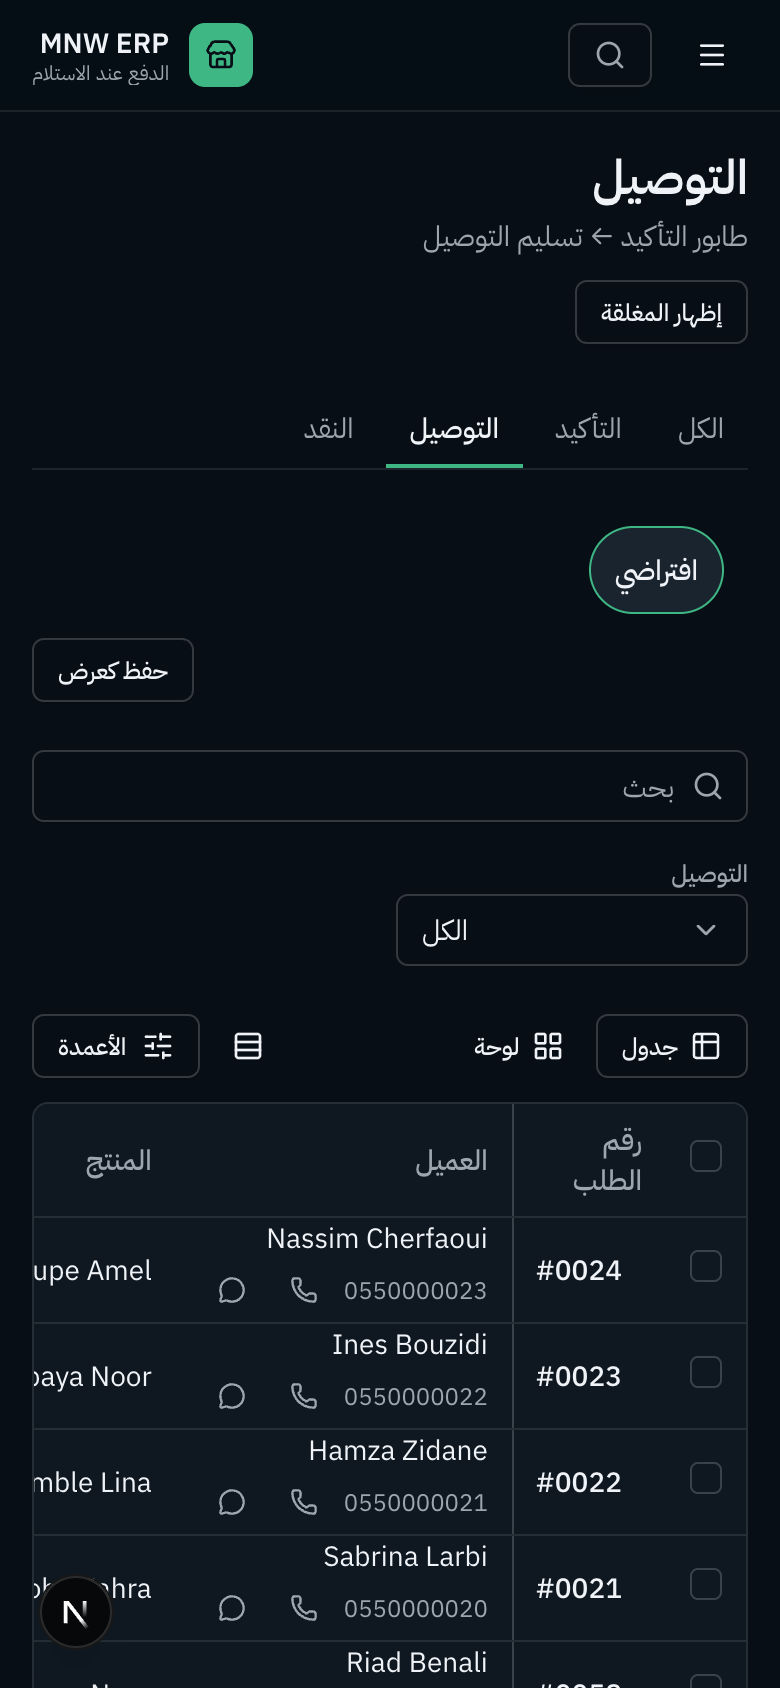 MNW ERP
الدفع عند الاستلام
التوصيل
طابور التأكيد ← تسليم التوصيل
إظهار المغلقة
الكل
التأكيد
التوصيل
النقد
افتراضي
حفظ كعرض
بحث
التوصيل
الكل
جدول
لوحة
الأعمدة
رقم الطلب
العميل
المنتج
#0024
Nassim Cherfaoui
0550000023
upe Amel
#0023
Ines Bouzidi
0550000022
baya Noor
#0022
Hamza Zidane
0550000021
mble Lina
#0021
Sabrina Larbi
0550000020
Riad Benali